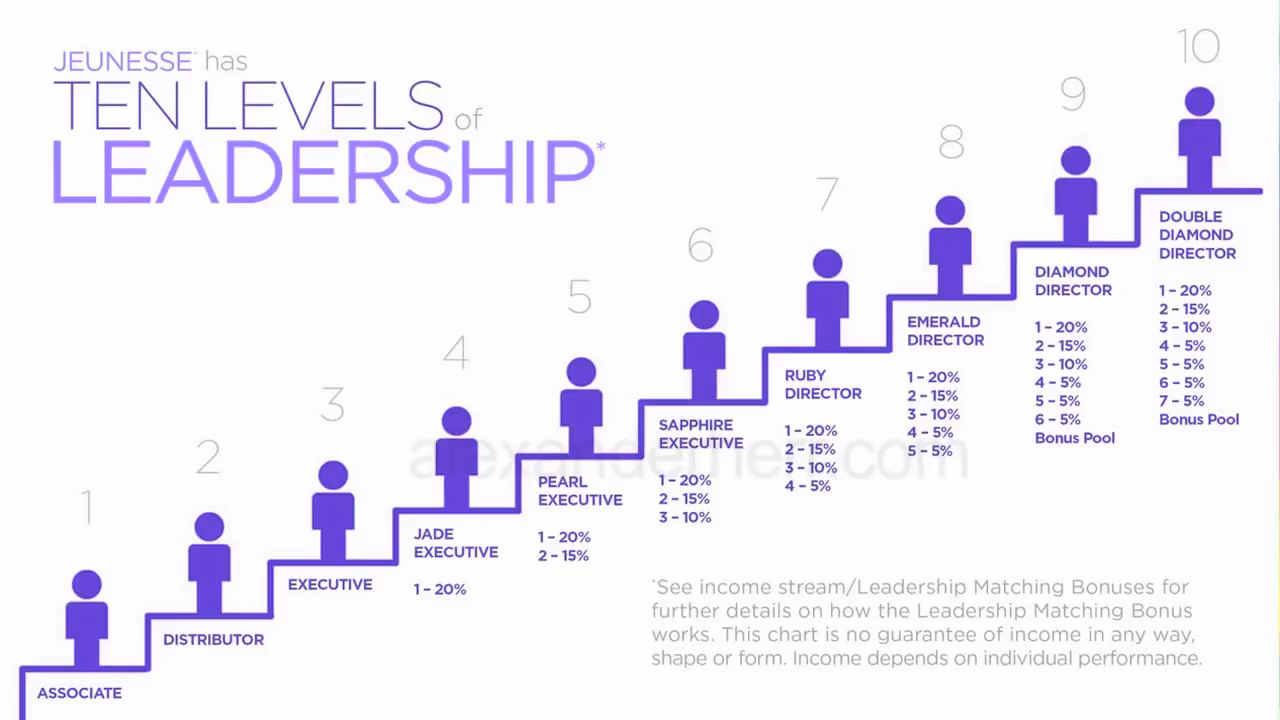 JEUNESSE has
TEN LEVELS of
LEADERSHIP*
1
ASSOCIATE
2
DISTRIBUTOR
3
EXECUTIVE
4
JADE
EXECUTIVE
1 – 20%
5
PEARL
EXECUTIVE
1 – 20%
2 – 15%
6
SAPPHIRE
EXECUTIVE
1 – 20%
2 – 15%
3 – 10%
7
RUBY
DIRECTOR
1 – 20%
2 – 15%
3 – 10%
4 – 5%
8
EMERALD
DIRECTOR
1 – 20%
2 – 15%
3 – 10%
4 – 5%
5 – 5%
9
DIAMOND
DIRECTOR
1 – 20%
2 – 15%
3 – 10%
4 – 5%
5 – 5%
6 – 5%
Bonus Pool
10
DOUBLE
DIAMOND
DIRECTOR
1 – 20%
2 – 15%
3 – 10%
4 – 5%
5 – 5%
6 – 5%
7 – 5%
Bonus Pool
*See income stream/Leadership Matching Bonuses for
further details on how the Leadership Matching Bonus
works. This chart is no guarantee of income in any way,
shape or form. Income depends on individual performance.